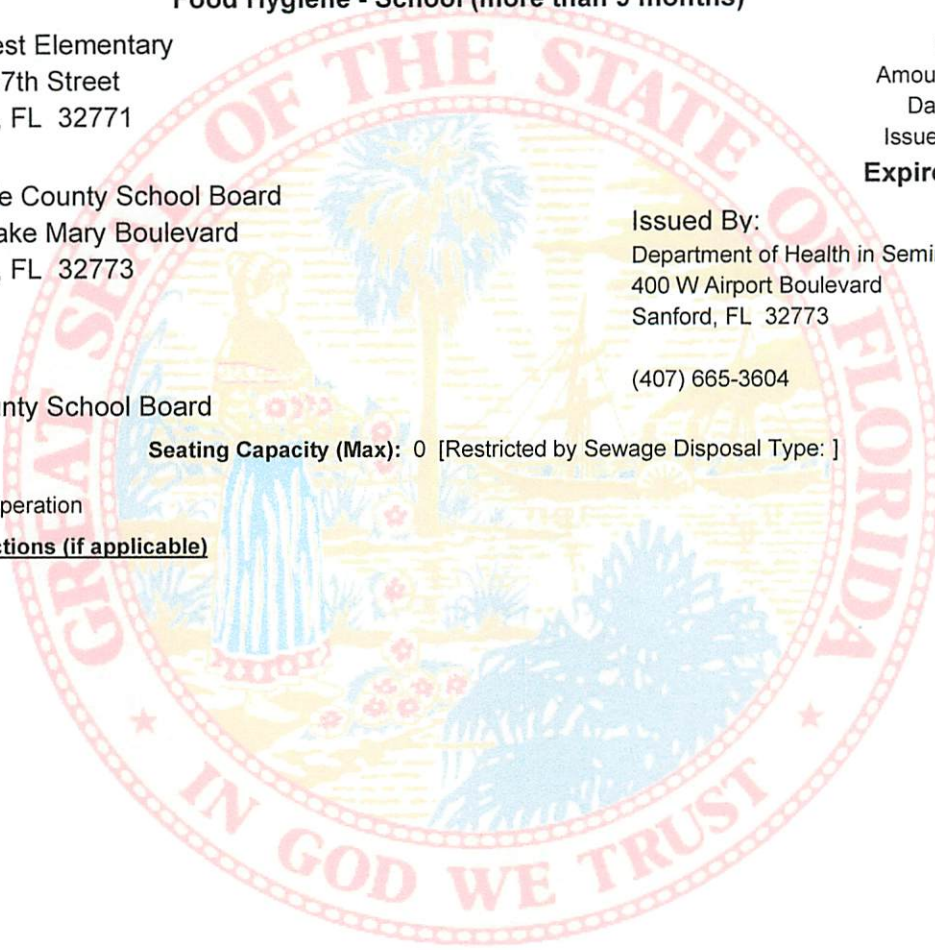 Food Hygiene - School (more than 9 months)
est Elementary
7th Street
, FL 32771
Amou
Da
Issue
Expire
e County School Board
ake Mary Boulevard
, FL 32773
Issued By:
Department of Health in Semi
400 W Airport Boulevard
Sanford, FL 32773
(407) 665-3604
nty School Board
Seating Capacity (Max): 0 [Restricted by Sewage Disposal Type: ]
peration
ctions (if applicable)
GREAT SEAL OF THE STATE OF FLORIDA
IN GOD WE TRUST